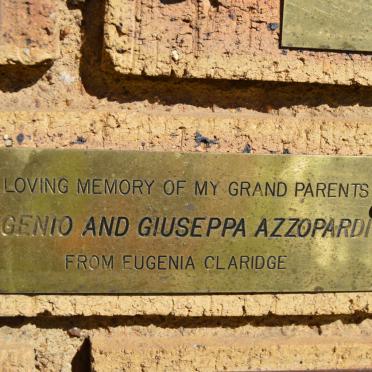 LOVING MEMORY OF MY GRAND PARENTS
GENIO AND GIUSEPPA AZZOPARDI
FROM EUGENIA CLARIDGE